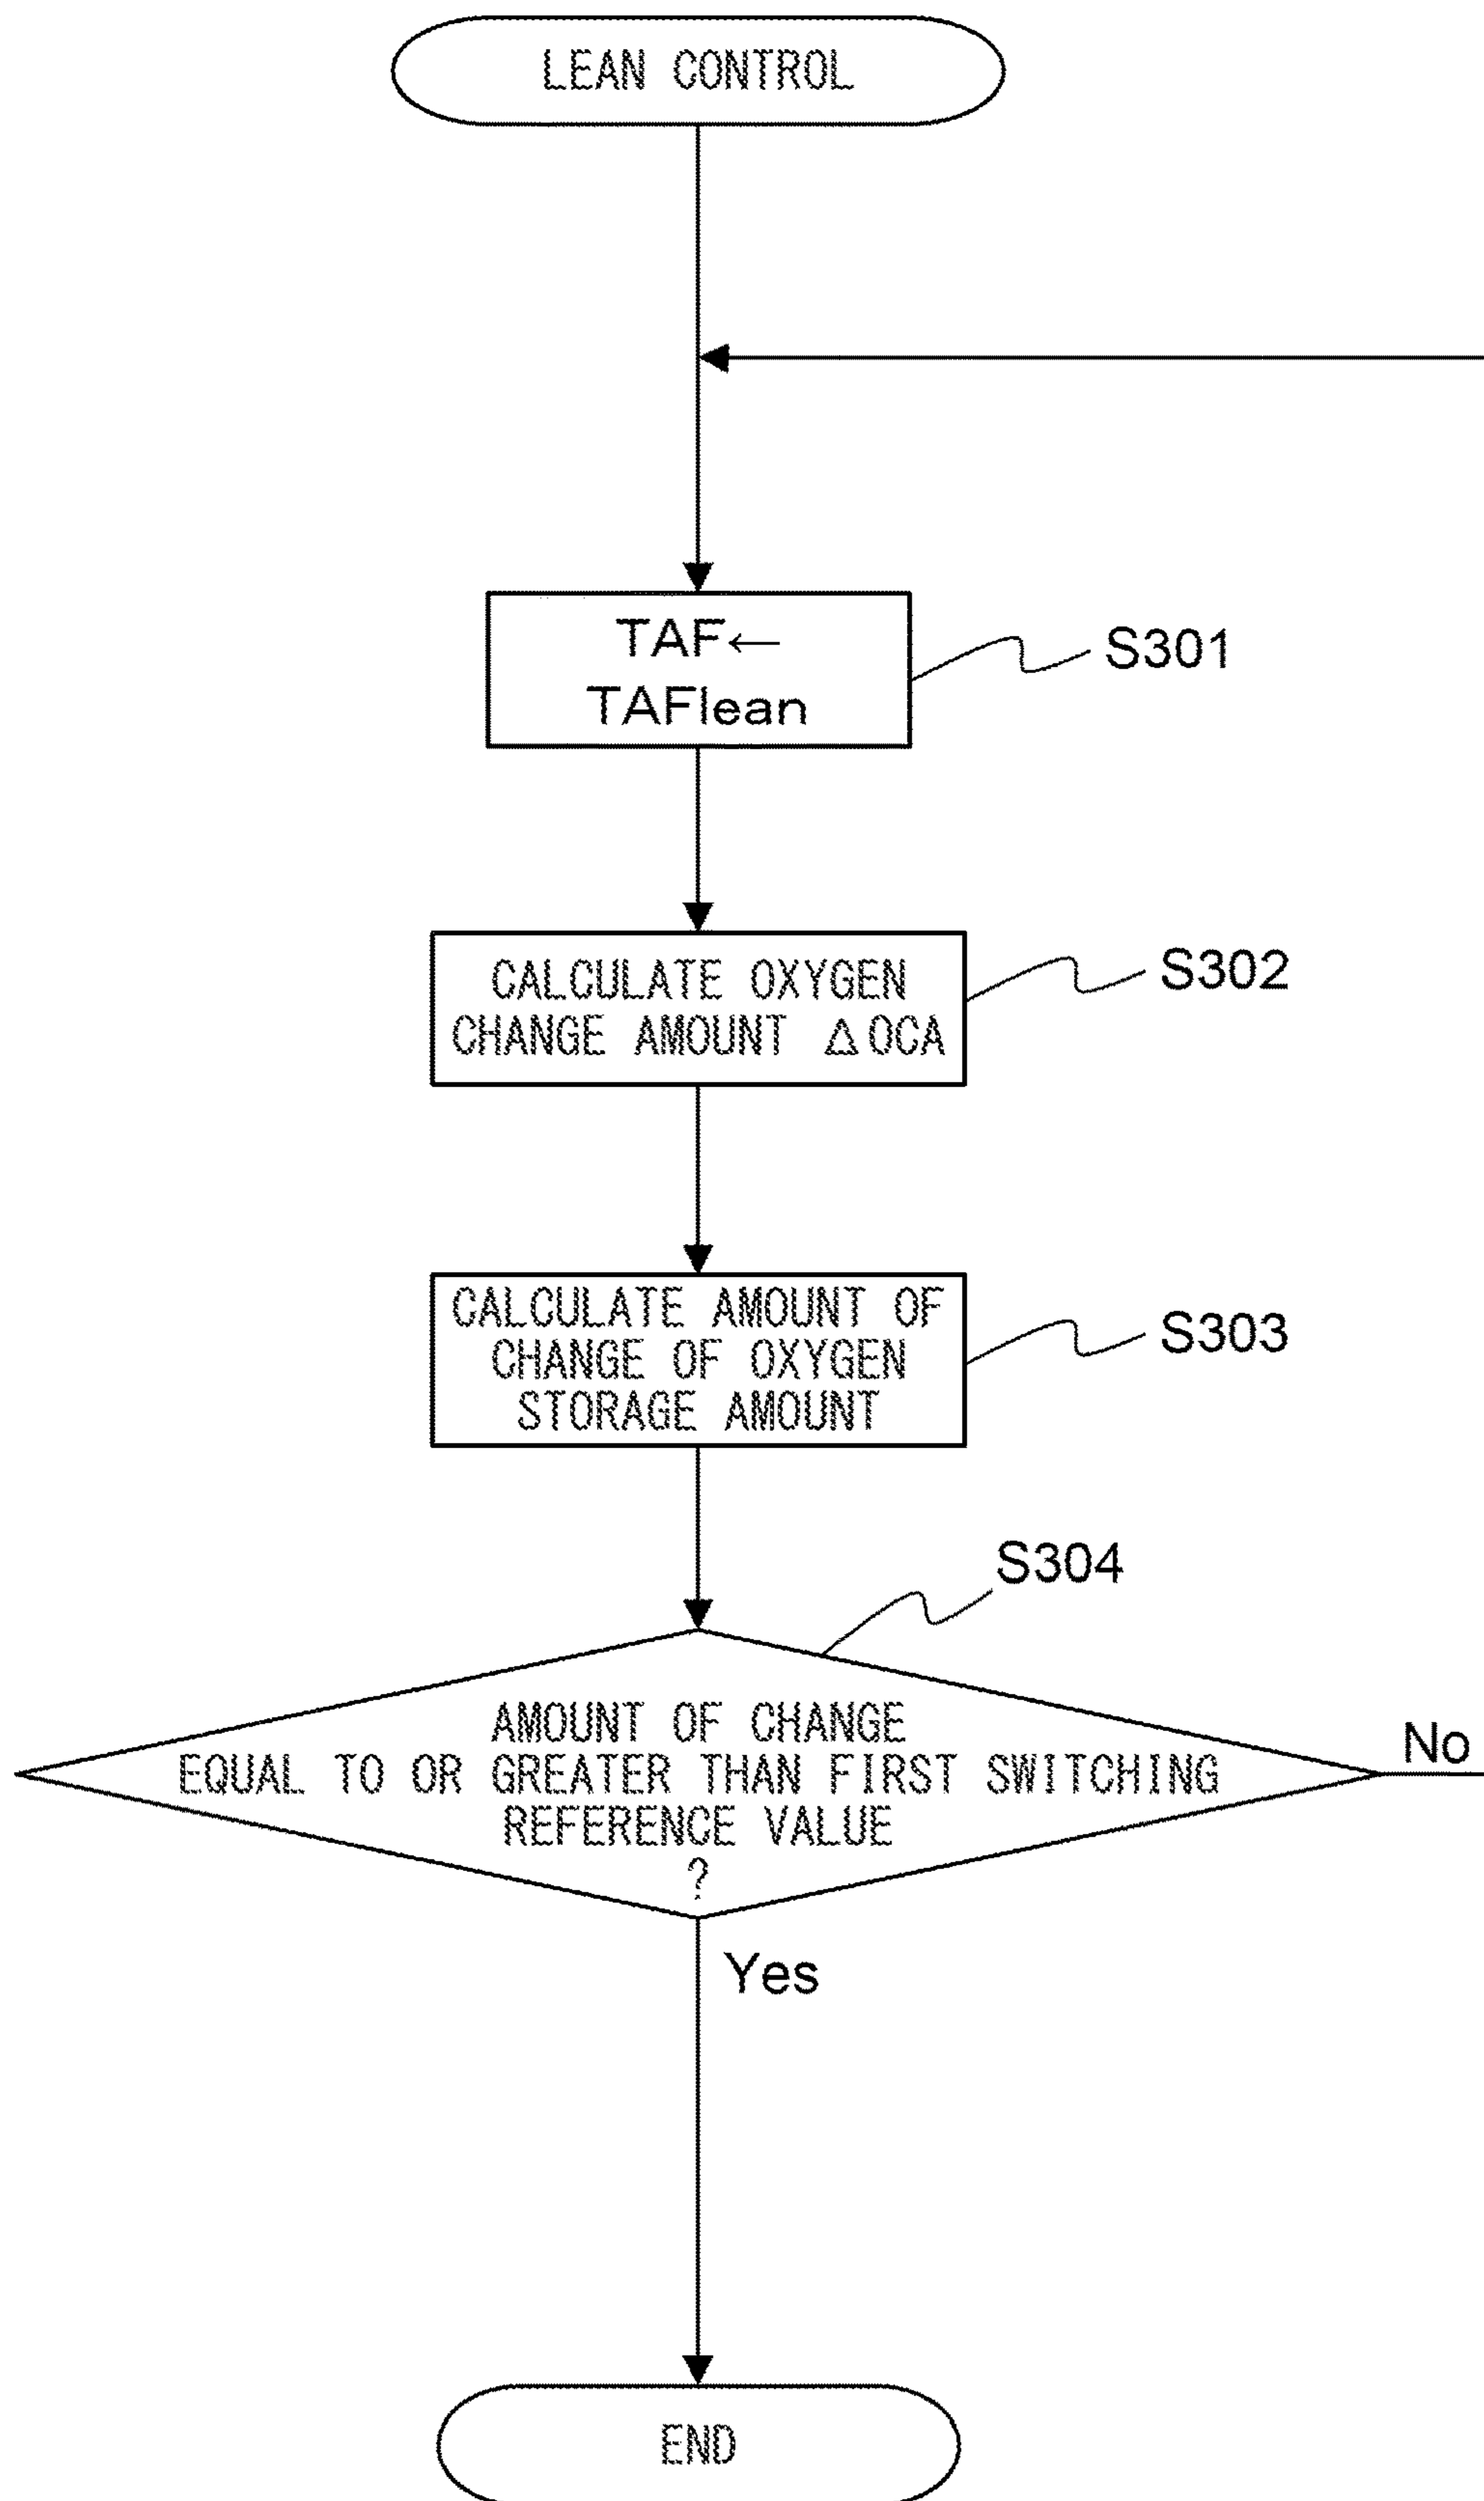 LEAN CONTROL
TAF←
TAFlean
S301
CALCULATE OXYGEN
CHANGE AMOUNT △OCA
S302
CALCULATE AMOUNT OF
CHANGE OF OXYGEN
STORAGE AMOUNT
S303
S304
AMOUNT OF CHANGE
EQUAL TO OR GREATER THAN FIRST SWITCHING
REFERENCE VALUE
?
No
Yes
END